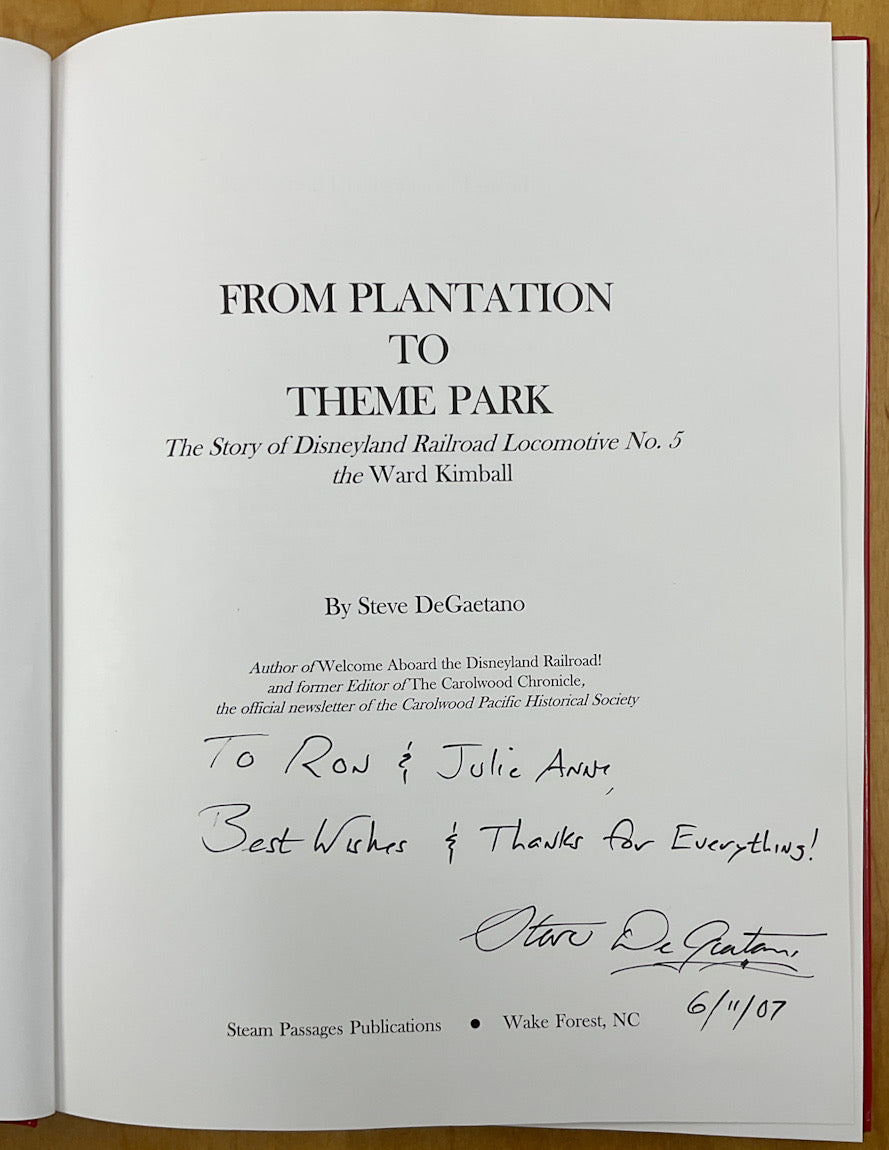 FROM PLANTATION
TO
THEME PARK
The Story of Disneyland Railroad Locomotive No. 5
the Ward Kimball
By Steve DeGaetano
Author of Welcome Aboard the Disneyland Railroad!
and former Editor of The Carolwood Chronicle,
the official newsletter of the Carolwood Pacific Historical Society
To Ron & Julie Anne,
Best Wishes & Thanks for Everything!
Steve DeGaetano
6/11/07
Steam Passages Publications ● Wake Forest, NC